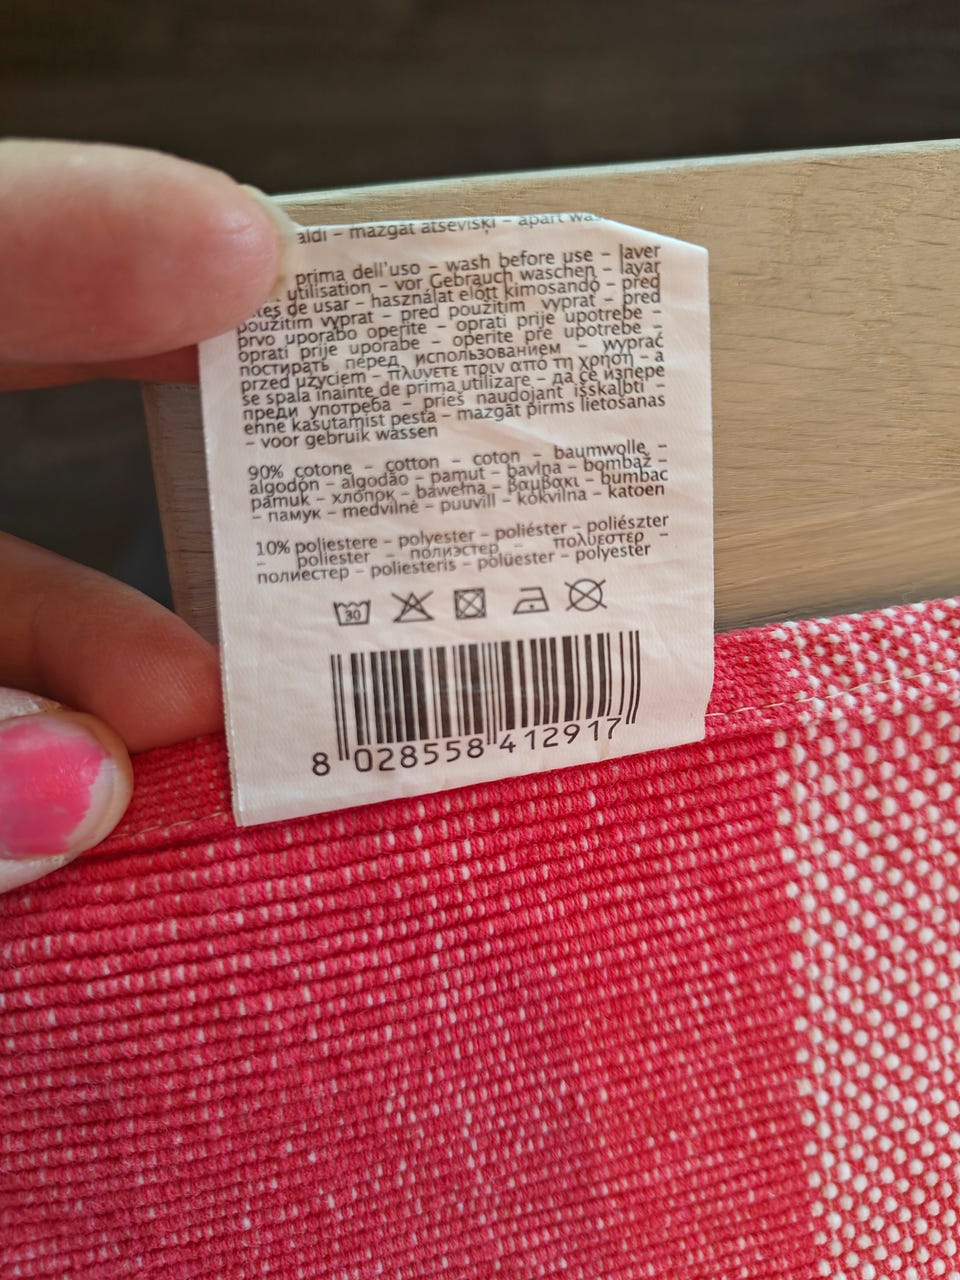 aldi – mazgāt atsevišķi – apart
prima dell'uso – wash before use – laver
utilisation – vor Gebrauch waschen – lavar
de usar – használat előtt kimosandó – před
použitím vyprat – pred použitím vyprat – pred
prvo uporabo operite – oprati prije upotrebe –
oprati prije uporabe – operite pre upotrebe –
постирать перед использованием – wyprać
przed użyciem – πλύνετε πριν από τη χρήση – a
se spala înainte de prima utilizare – да се изпере
преди употреба – prieš naudojant išskalbti –
enne kasutamist pesta – mazgāt pirms lietošanas
– voor gebruik wassen
90% cotone – cotton – coton – baumwolle –
algodón – algodão – pamut – bavlna – bombaž –
pamuk – хлопок – bawełna – βαμβακι – bumbac
– памук – medvilnė – puuvill – kokvilna – katoen
10% poliestere – polyester – poliéster – poliészter
– poliester – полиэстер – πολυεστερ –
полиестер – poliesteris – polüester – polyester
30
8 028558 412917